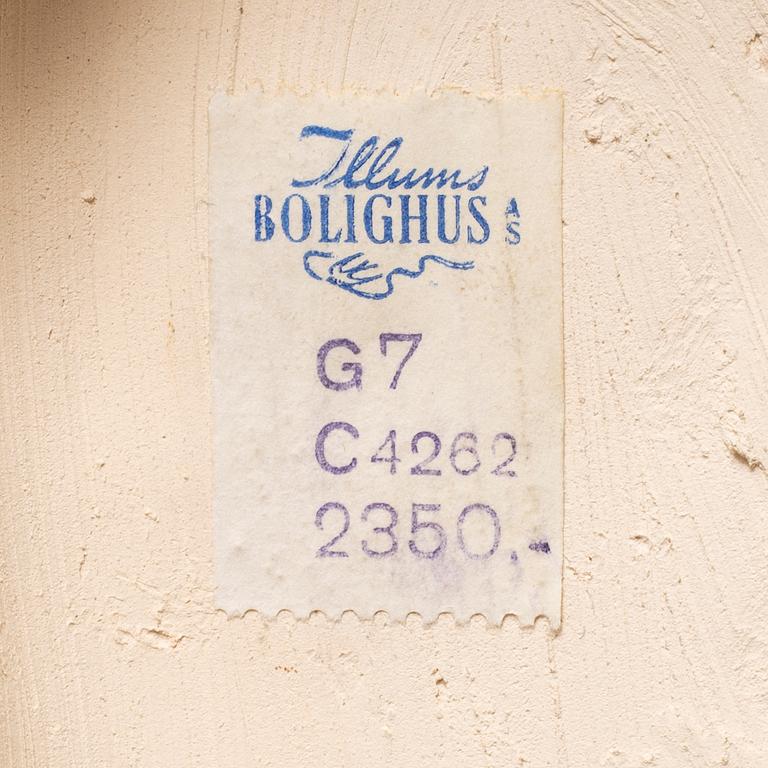 Illums
BOLIGHUS A/S
G7
C4262
2350,-